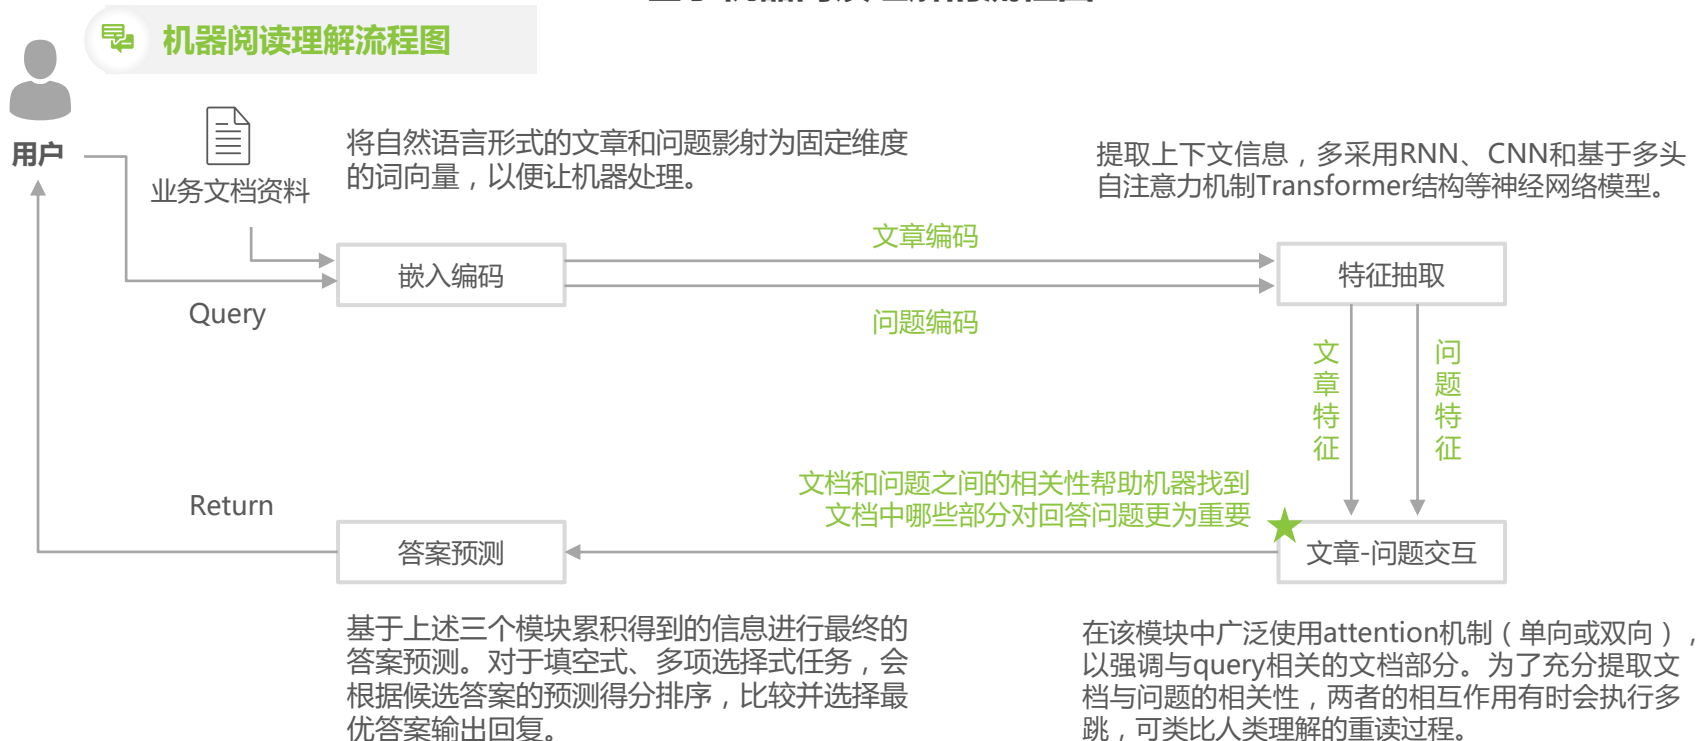 机器阅读理解流程图
用户
业务文档资料
将自然语言形式的文章和问题影射为固定维度
的词向量，以便让机器处理。
提取上下文信息，多采用RNN、CNN和基于多头
自注意力机制Transformer结构等神经网络模型。
文章编码
嵌入编码
特征抽取
Query
问题编码
文章特征
问题特征
文档和问题之间的相关性帮助机器找到
文档中哪些部分对回答问题更为重要
Return
答案预测
文章-问题交互
基于上述三个模块累积得到的信息进行最终的
答案预测。对于填空式、多项选择式任务，会
根据候选答案的预测得分排序，比较并选择最
优答案输出回复。
在该模块中广泛使用attention机制（单向或双向），
以强调与query相关的文档部分。为了充分提取文
档与问题的相关性，两者的相互作用有时会执行多
跳，可类比人类理解的重读过程。